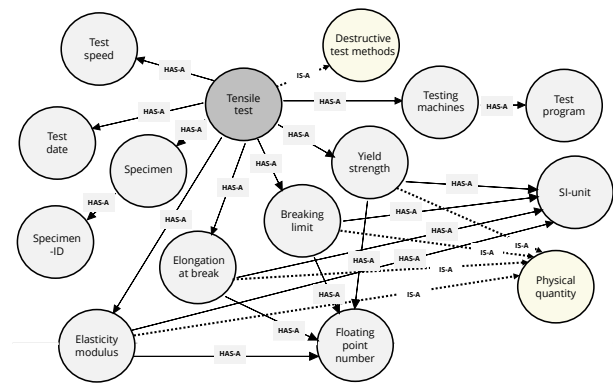 Test
speed
Destructive
test methods
HAS-A
IS-A
Tensile
test
HAS-A
Testing
machines
HAS-A
Test
program
HAS-A
Test
date
HAS-A
HAS-A
Specimen
HAS-A
Yield
strength
HAS-A
HAS-A
SI-unit
HAS-A
Specimen
-ID
HAS-A
HAS-A
Breaking
limit
HAS-A
IS-A
IS-A
Elongation
at break
HAS-A
HAS-A
IS-A
Physical
quantity
HAS-A
IS-A
Elasticity
modulus
HAS-A
HAS-A
Floating
point
number